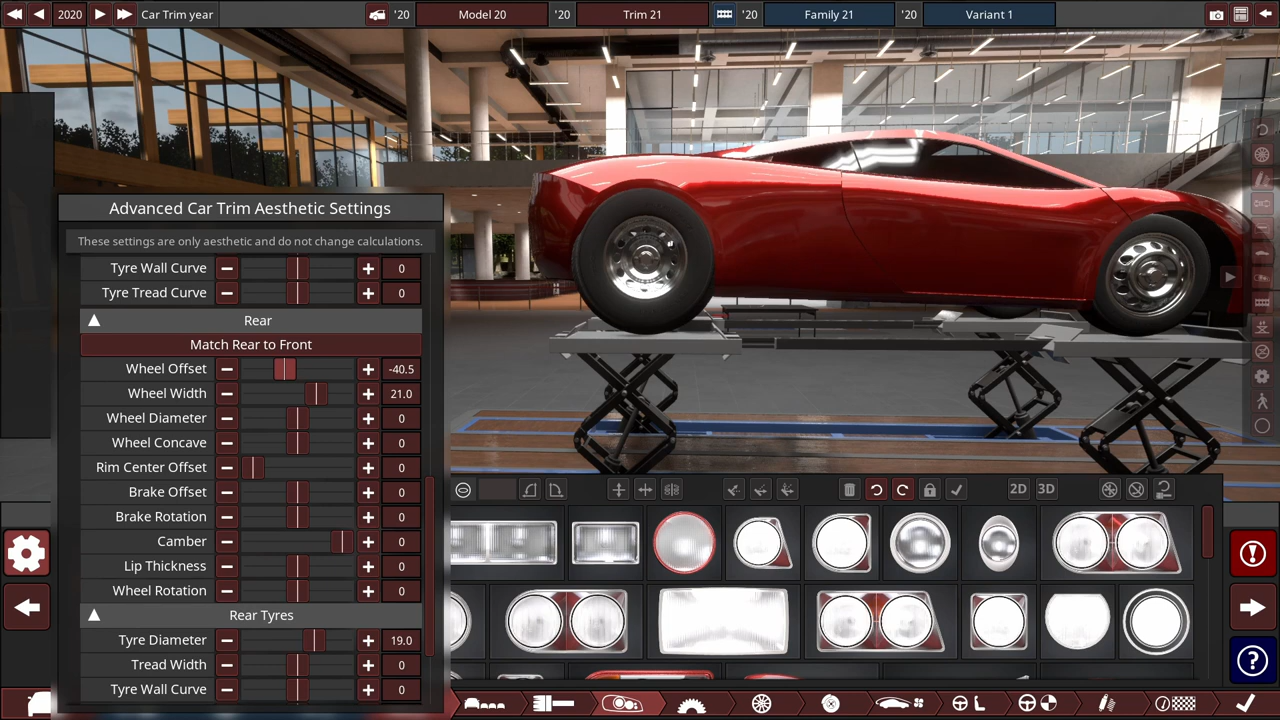 2020 Car Trim year '20 Model 20 '20 Trim 21 '20 Family 21 '20 Variant 1
Advanced Car Trim Aesthetic Settings
These settings are only aesthetic and do not change calculations.
Tyre Wall Curve 0
Tyre Tread Curve 0
Rear
Match Rear to Front
Wheel Offset -40.5
Wheel Width 21.0
Wheel Diameter 0
Wheel Concave 0
Rim Center Offset 0
Brake Offset 0
Brake Rotation 0
Camber 0
Lip Thickness 0
Wheel Rotation 0
Rear Tyres
Tyre Diameter 19.0
Tread Width 0
Tyre Wall Curve 0
2D 3D